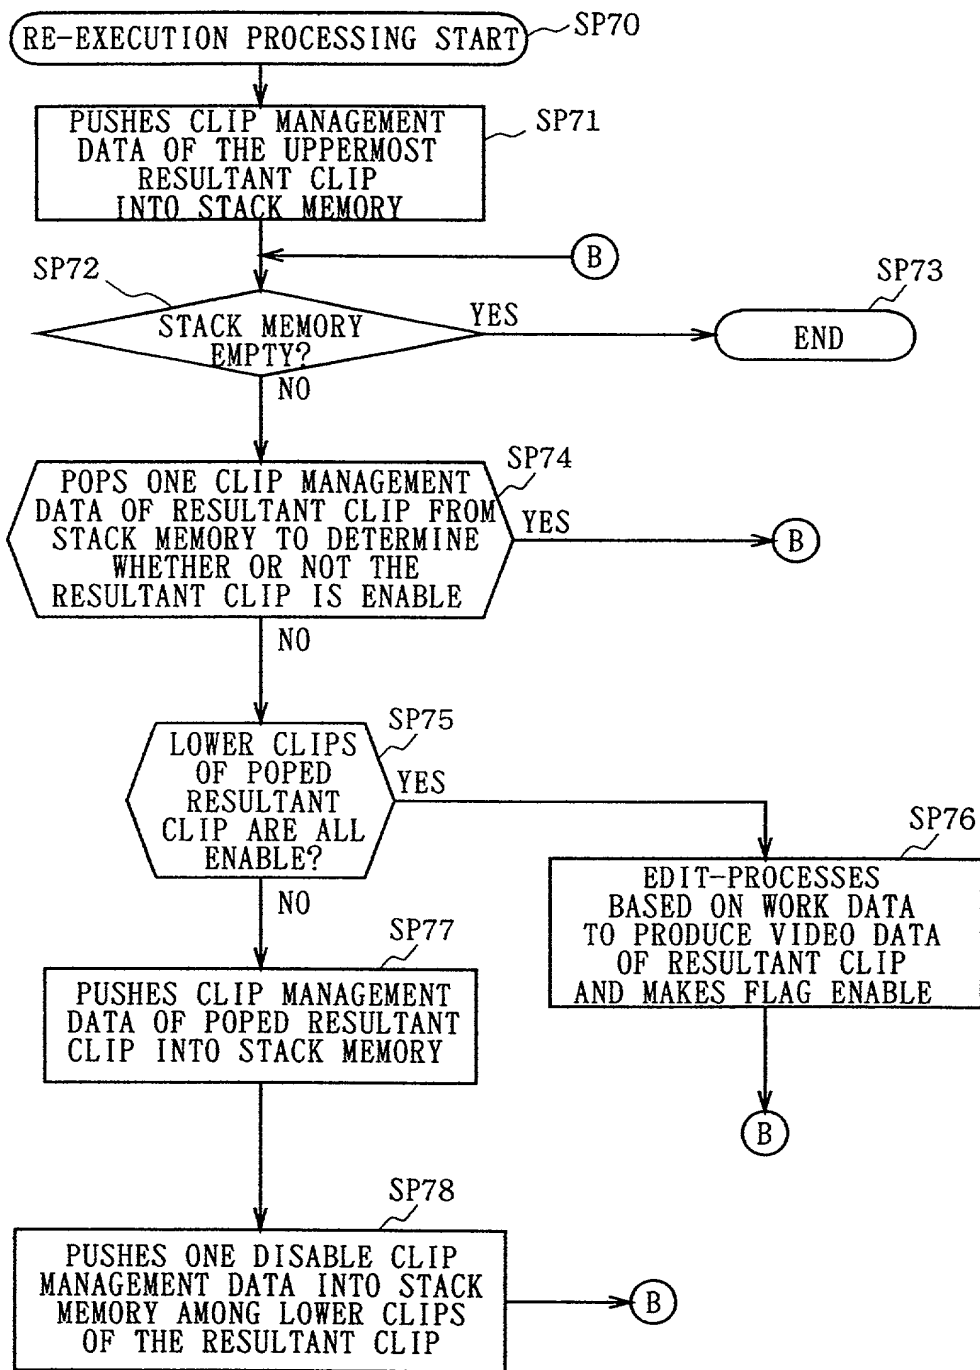 RE-EXECUTION PROCESSING START
SP70
PUSHES CLIP MANAGEMENT
DATA OF THE UPPERMOST
RESULTANT CLIP
INTO STACK MEMORY
SP71
B
SP72
STACK MEMORY
EMPTY?
YES
NO
SP73
END
SP74
POPS ONE CLIP MANAGEMENT
DATA OF RESULTANT CLIP FROM
STACK MEMORY TO DETERMINE
WHETHER OR NOT THE
RESULTANT CLIP IS ENABLE
YES
B
NO
SP75
LOWER CLIPS
OF POPED
RESULTANT
CLIP ARE ALL
ENABLE?
YES
NO
SP76
EDIT-PROCESSES
BASED ON WORK DATA
TO PRODUCE VIDEO DATA
OF RESULTANT CLIP
AND MAKES FLAG ENABLE
B
SP77
PUSHES CLIP MANAGEMENT
DATA OF POPED RESULTANT
CLIP INTO STACK MEMORY
SP78
PUSHES ONE DISABLE CLIP
MANAGEMENT DATA INTO STACK
MEMORY AMONG LOWER CLIPS
OF THE RESULTANT CLIP
B